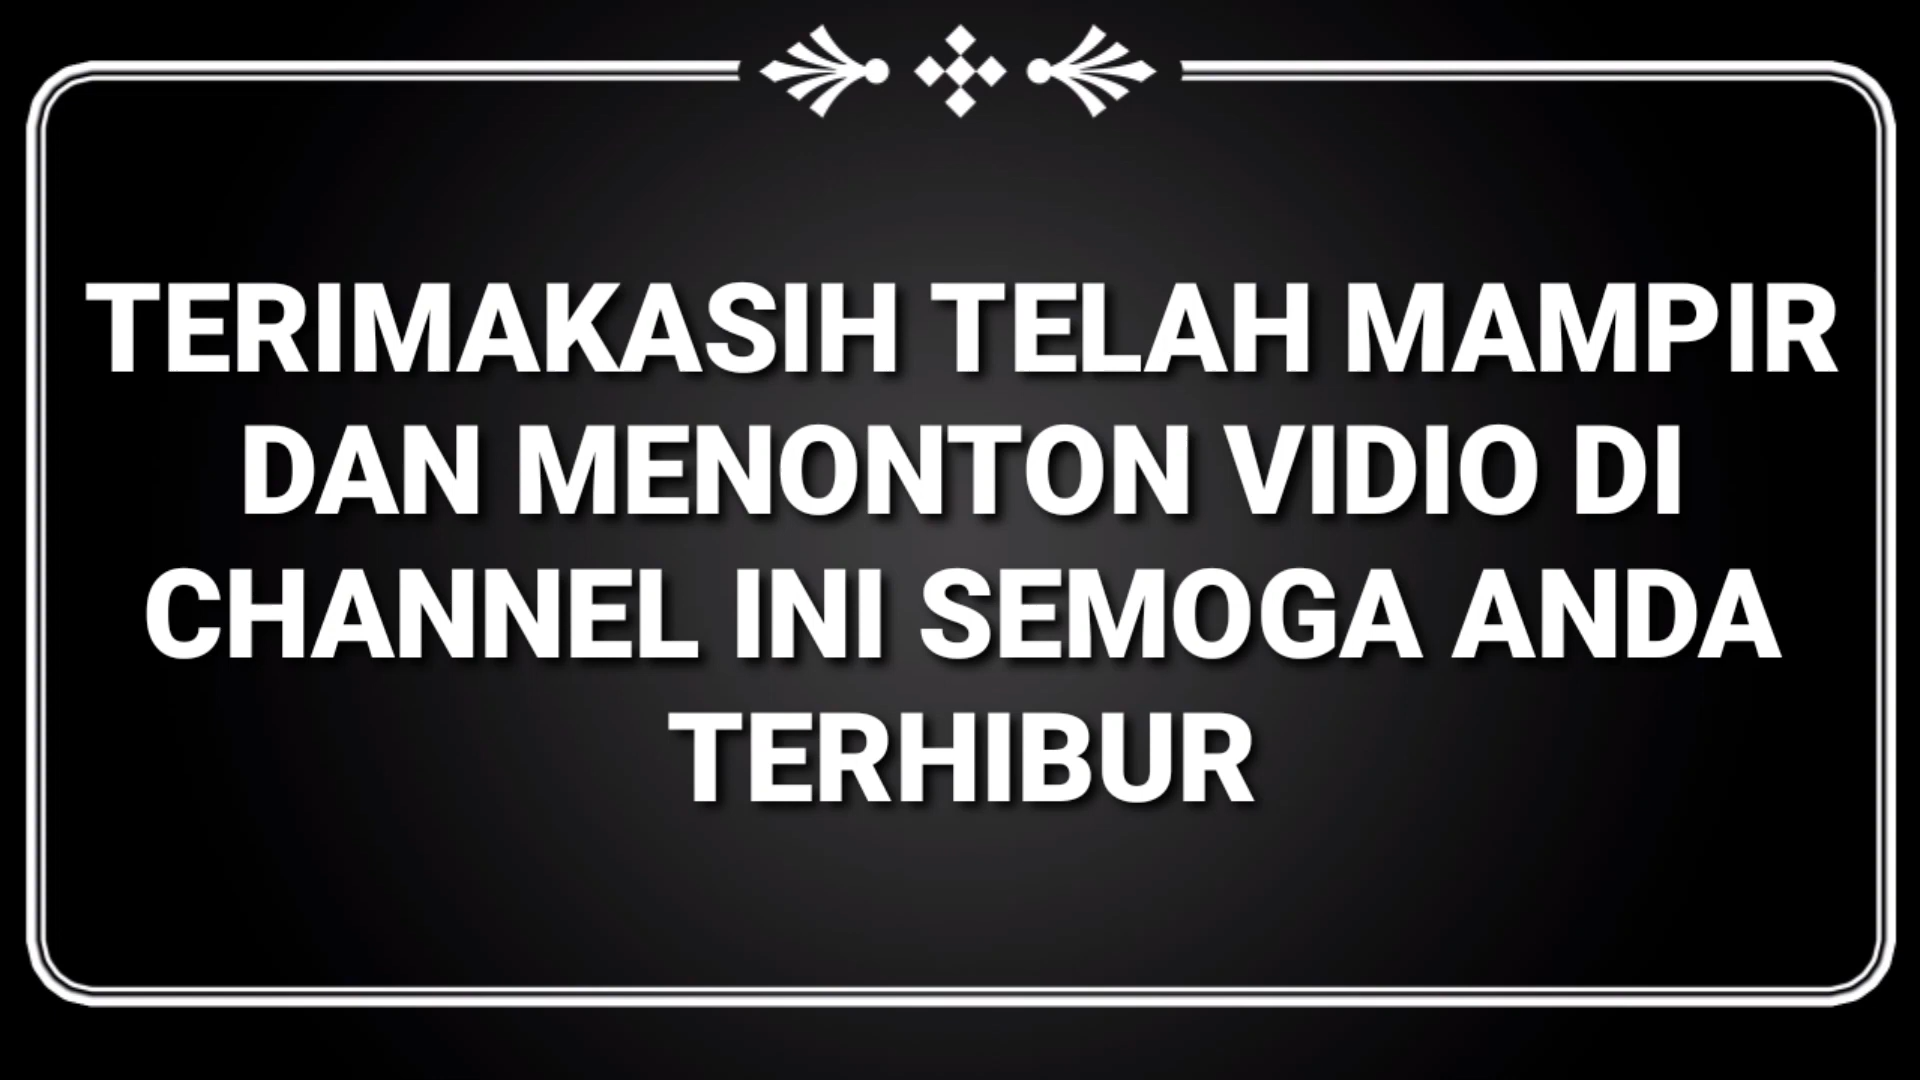 TERIMAKASIH TELAH MAMPIR
DAN MENONTON VIDIO DI
CHANNEL INI SEMOGA ANDA
TERHIBUR